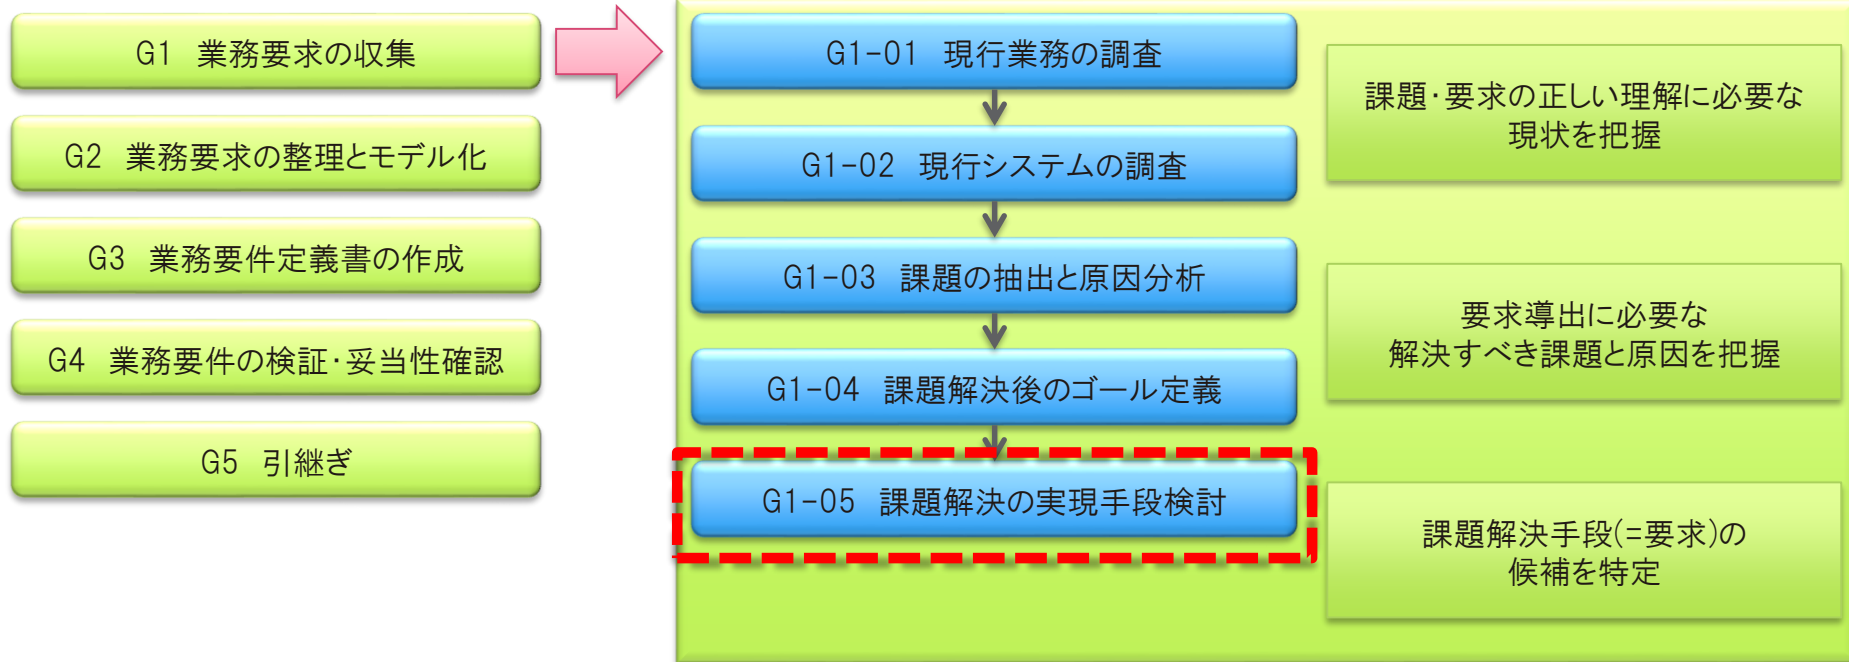 G1 業務要求の収集
G2 業務要求の整理とモデル化
G3 業務要件定義書の作成
G4 業務要件の検証･妥当性確認
G5 引継ぎ
G1-01 現行業務の調査
G1-02 現行システムの調査
G1-03 課題の抽出と原因分析
G1-04 課題解決後のゴール定義
G1-05 課題解決の実現手段検討
課題･要求の正しい理解に必要な
現状を把握
要求導出に必要な
解決すべき課題と原因を把握
課題解決手段(=要求)の
候補を特定